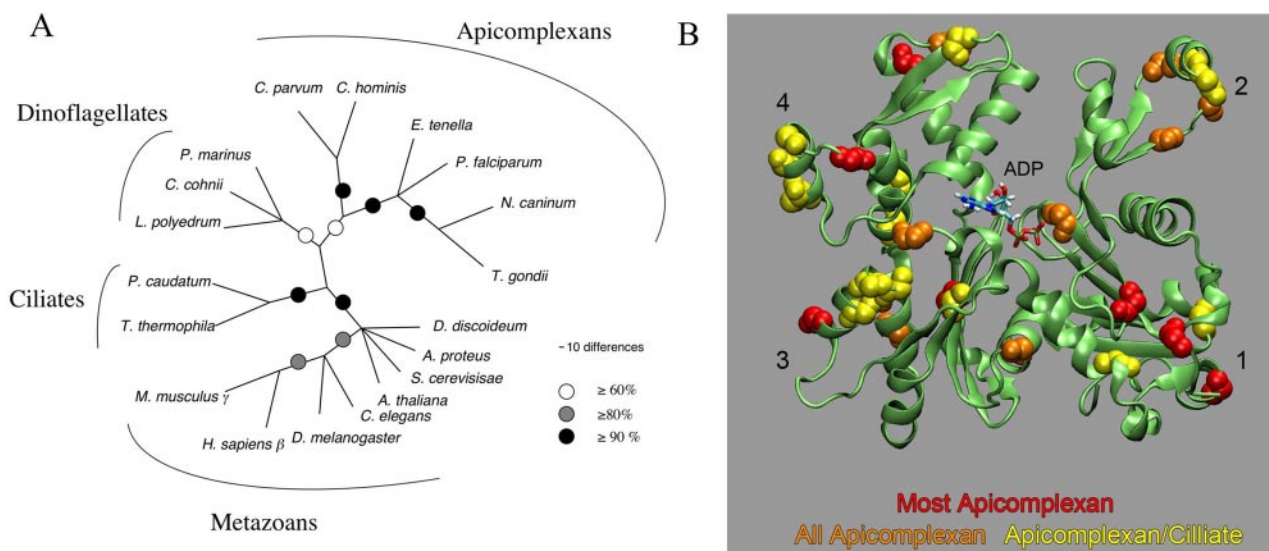 A
Apicomplexans
C. parvum
C. hominis
Dinoflagellates
E. tenella
P. marinus
P. falciparum
C. cohnii
N. caninum
L. polyedrum
T. gondii
P. caudatum
Ciliates
T. thermophila
D. discoideum
A. proteus
S. cerevisisae
A. thaliana
M. musculus γ
C. elegans
D. melanogaster
H. sapiens β
Metazoans
- 10 differences
≥ 60%
≥80%
≥ 90 %
B
2
4
ADP
3
1
Most Apicomplexan
All Apicomplexan Apicomplexan/Cilliate